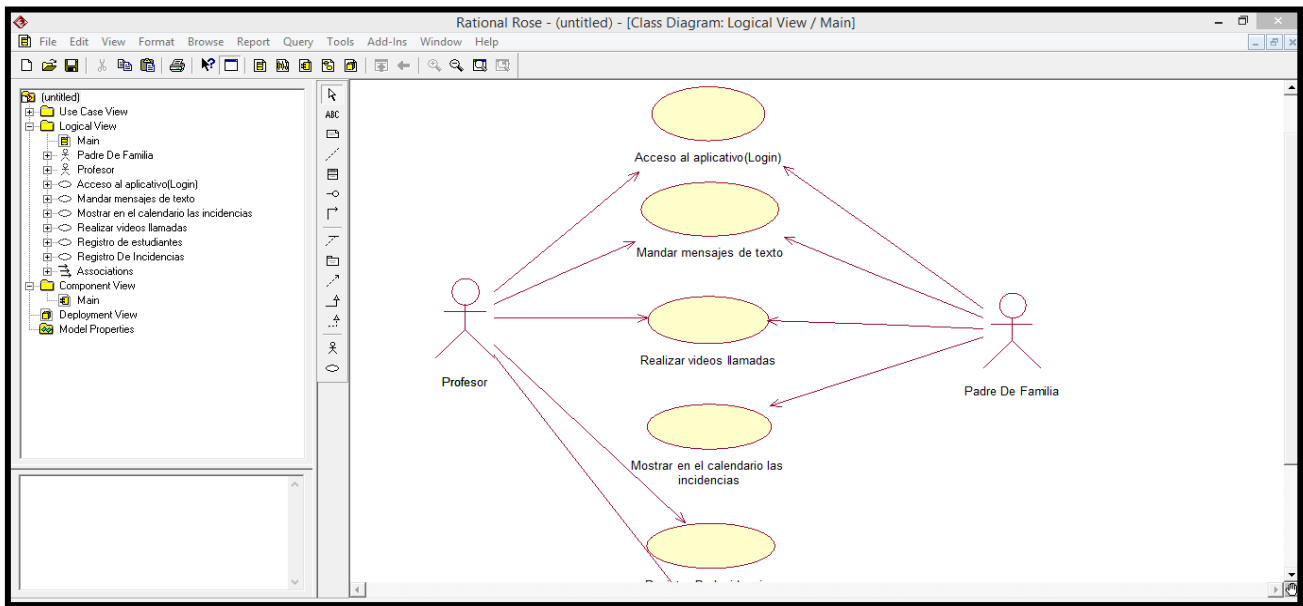 Rational Rose - (untitled) - [Class Diagram: Logical View / Main]
File Edit View Format Browse Report Query Tools Add-Ins Window Help
(untitled)
Use Case View
Logical View
Main
Padre De Familia
Profesor
Acceso al aplicativo(Login)
Mandar mensajes de texto
Mostrar en el calendario las incidencias
Realizar videos llamadas
Registro de estudiantes
Registro De Incidencias
Associations
Component View
Main
Deployment View
Model Properties
ABC
Acceso al aplicativo(Login)
Mandar mensajes de texto
Realizar videos llamadas
Profesor
Padre De Familia
Mostrar en el calendario las
incidencias